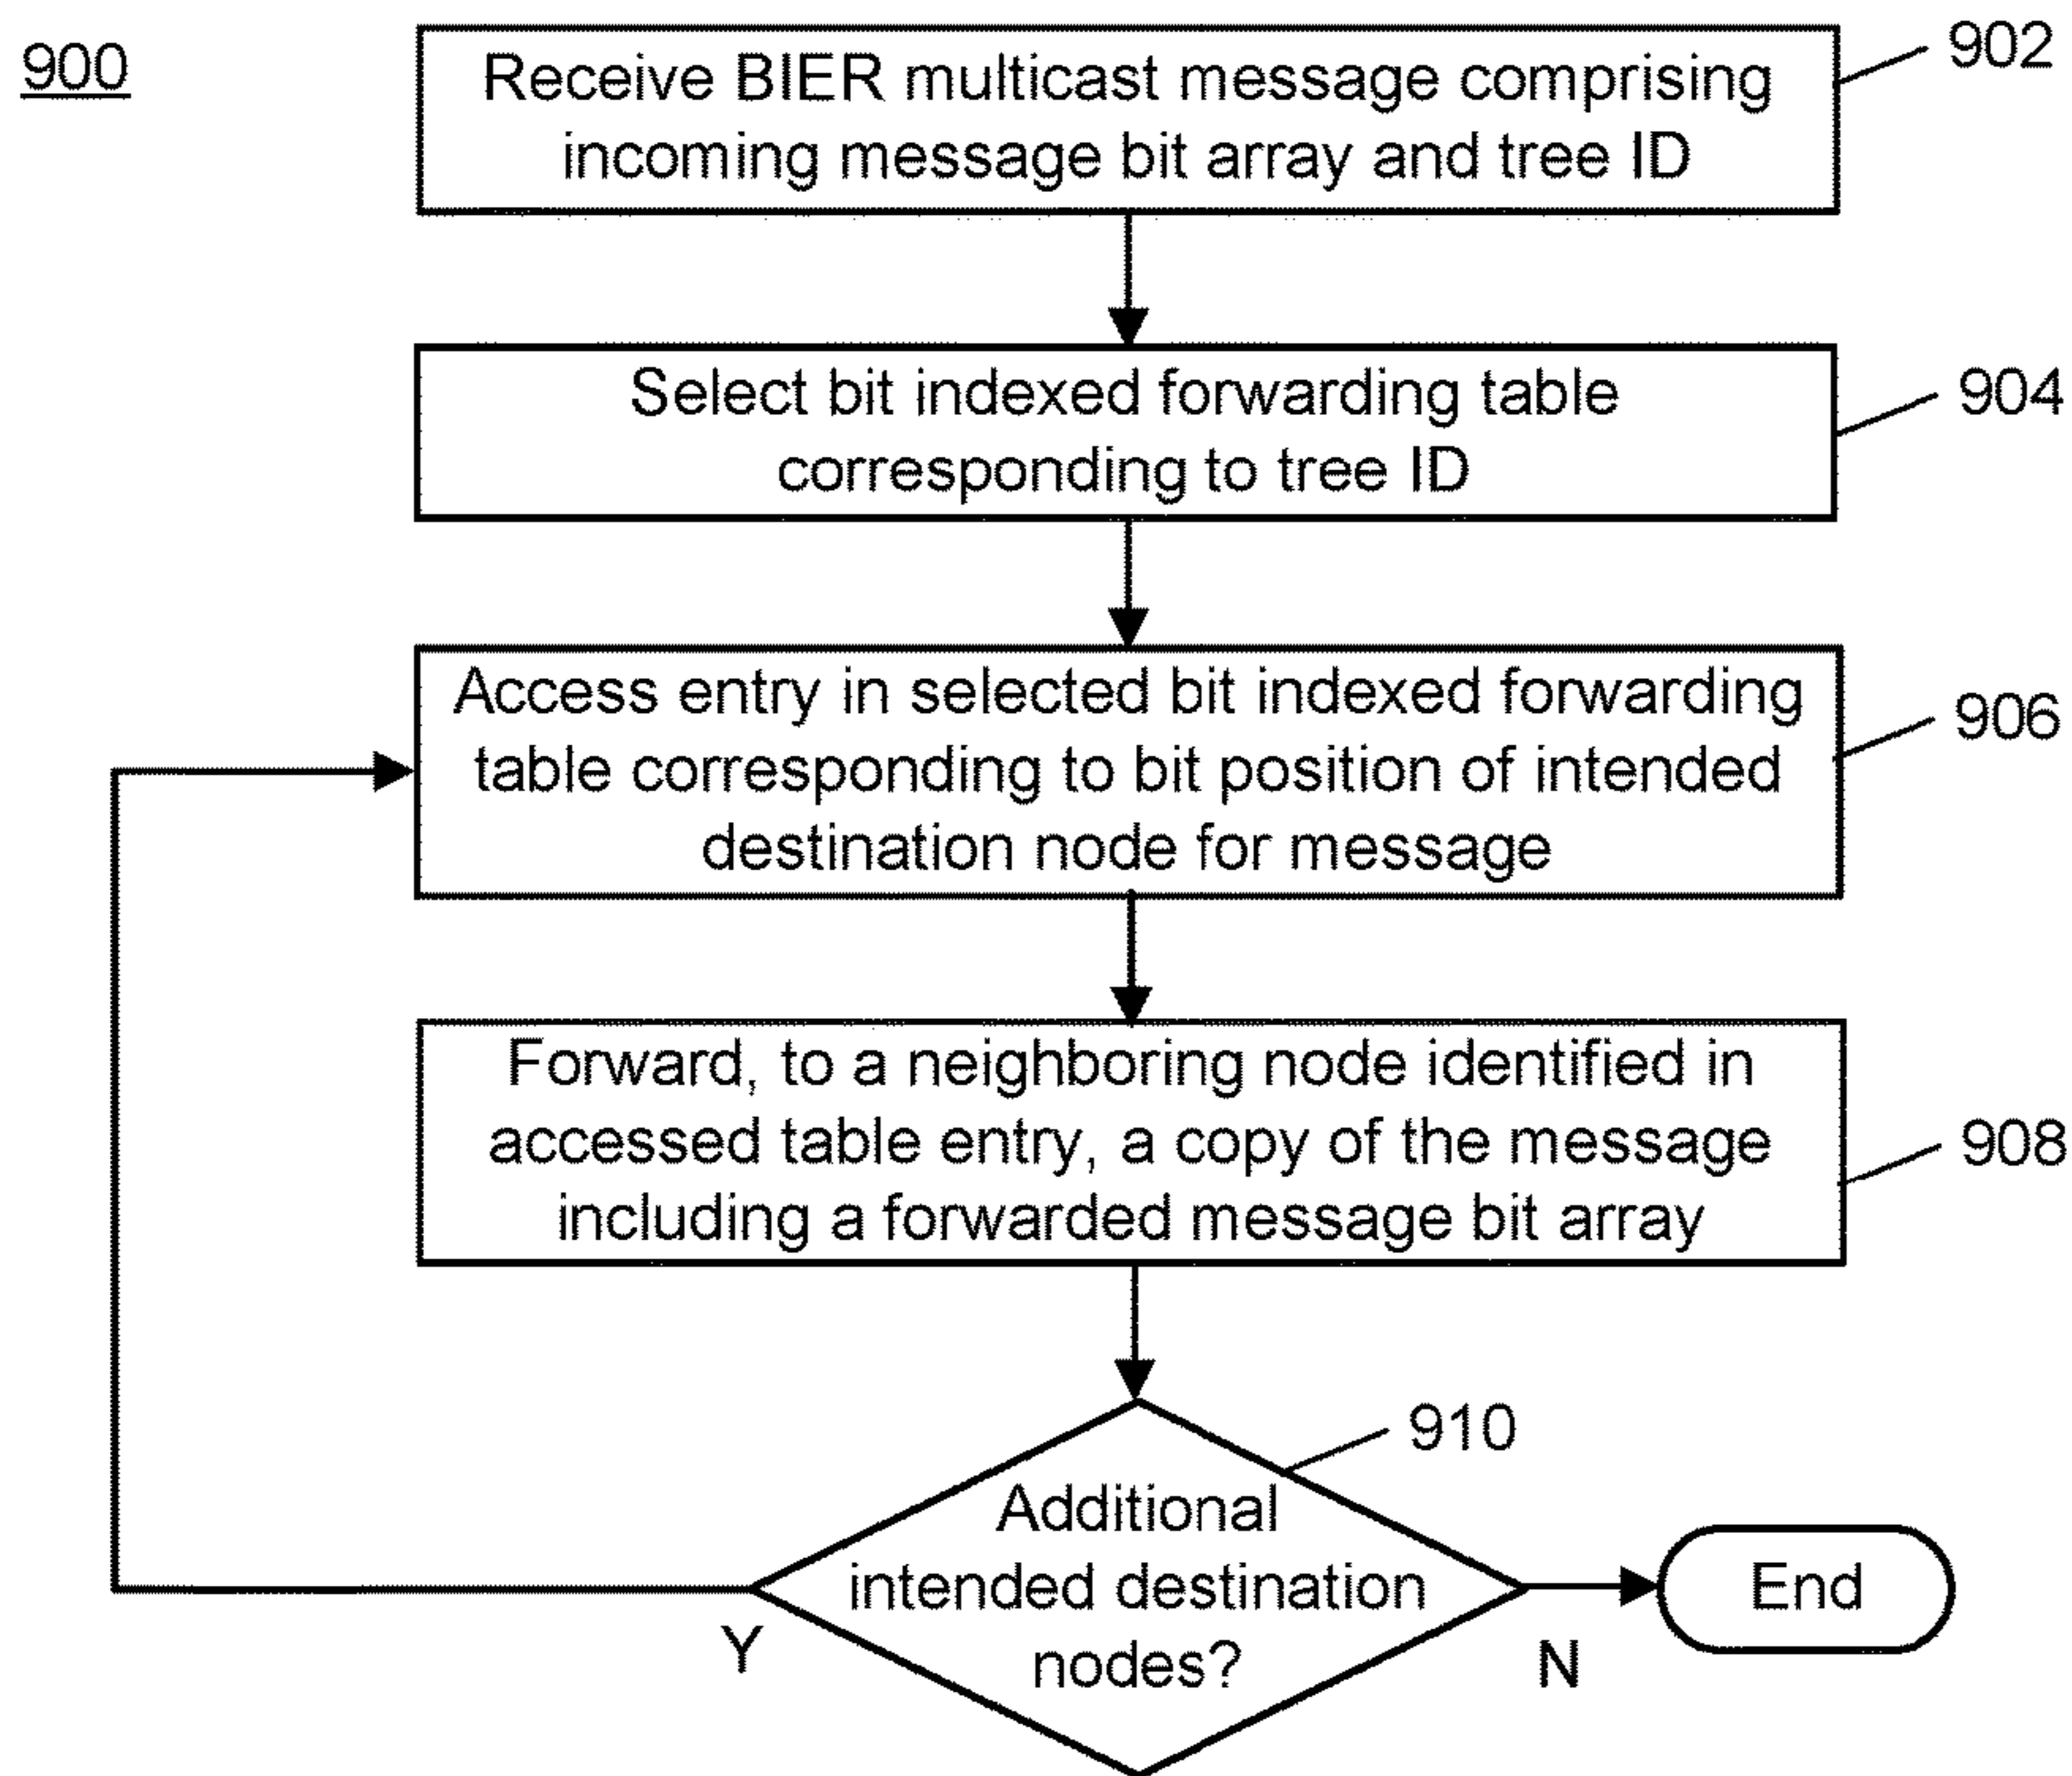 900
Receive BIER multicast message comprising
incoming message bit array and tree ID
902
Select bit indexed forwarding table
corresponding to tree ID
904
Access entry in selected bit indexed forwarding
table corresponding to bit position of intended
destination node for message
906
Forward, to a neighboring node identified in
accessed table entry, a copy of the message
including a forwarded message bit array
908
910
Additional
intended destination
nodes?
Y
N
End